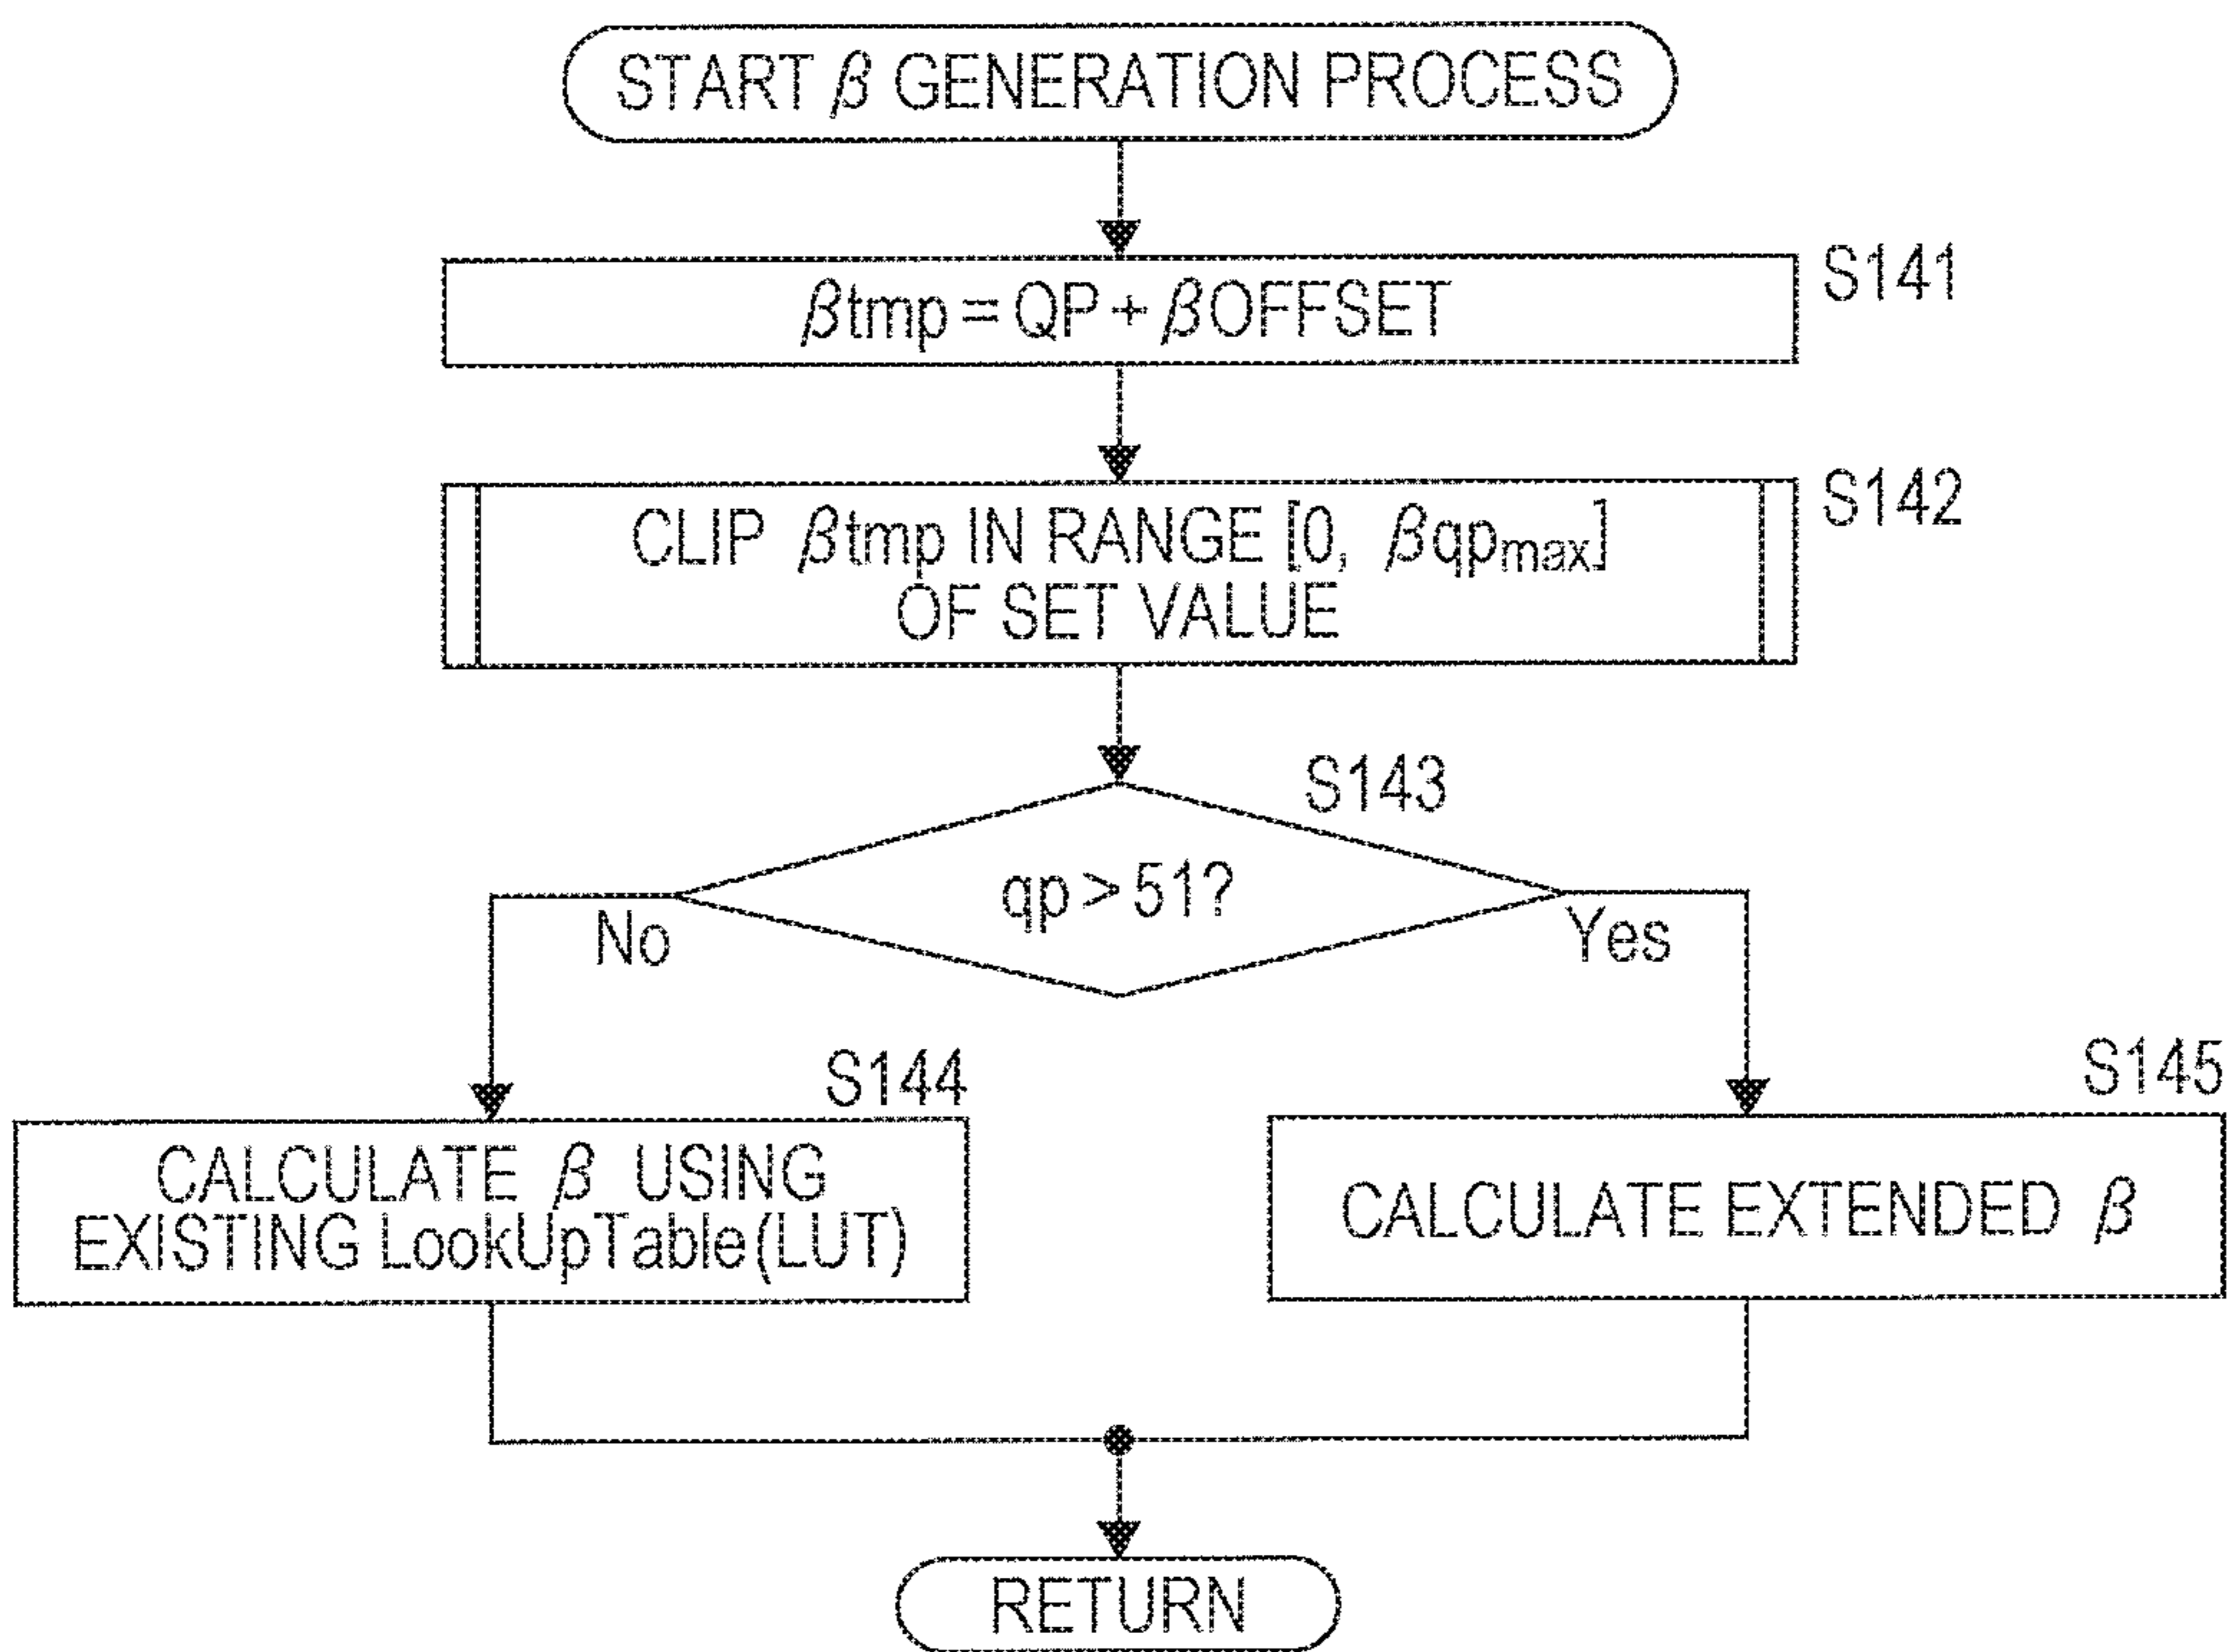 START β GENERATION PROCESS
S141
βtmp = QP + βOFFSET
S142
CLIP βtmp IN RANGE [0, βqpmax]
OF SET VALUE
S143
qp > 51?
No
Yes
S144
CALCULATE β USING
EXISTING LookUpTable(LUT)
S145
CALCULATE EXTENDED β
RETURN